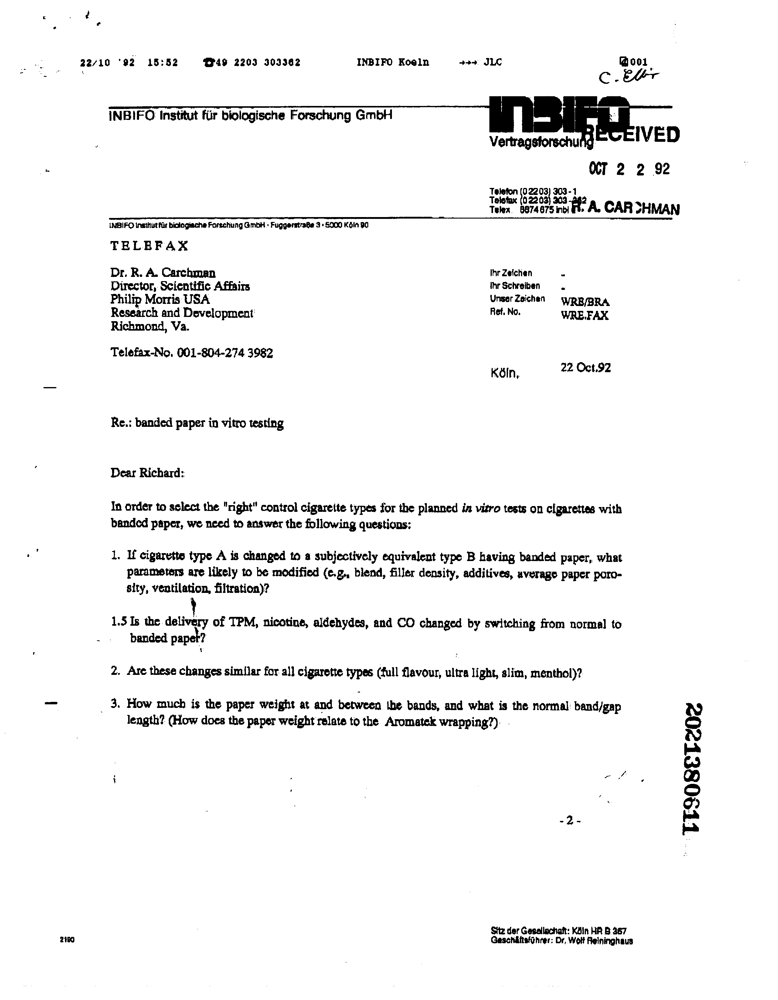 22/10 '92 15:52 ☎49 2203 303362 INBIFO Koeln →→→ JLC 001
INBIFO Institut für biologische Forschung GmbH
INBIFO
Vertragsforschung
RECEIVED
OCT 22 92
R. A. CARCHMAN
Telefon (02203) 303-1
Telefax (02203) 303-
Telex 8874675 inbi
INBIFO Institut für biologische Forschung GmbH · Fuggerstraße 3 · 5000 Köln 90
TELEFAX
Dr. R. A. Carchman
Director, Scientific Affairs
Philip Morris USA
Research and Development
Richmond, Va.
Telefax-No. 001-804-274 3982
Ihr Zeichen -
Ihr Schreiben -
Unser Zeichen WRB/BRA
Ref. No. WRE.FAX
Köln, 22 Oct.92
Re.: banded paper in vitro testing
Dear Richard:
In order to select the "right" control cigarette types for the planned in vitro tests on cigarettes with
banded paper, we need to answer the following questions:
1. If cigarette type A is changed to a subjectively equivalent type B having banded paper, what
parameters are likely to be modified (e.g., blend, filler density, additives, average paper poro-
sity, ventilation, filtration)?
1.5 Is the delivery of TPM, nicotine, aldehydes, and CO changed by switching from normal to
banded paper?
2. Are these changes similar for all cigarette types (full flavour, ultra light, slim, menthol)?
3. How much is the paper weight at and between the bands, and what is the normal band/gap
length? (How does the paper weight relate to the Aromatek wrapping?)
- 2 -
2021380611
2190
Sitz der Gesellschaft: Köln HR B 367
Geschäftsführer: Dr. Wolf Reininghaus